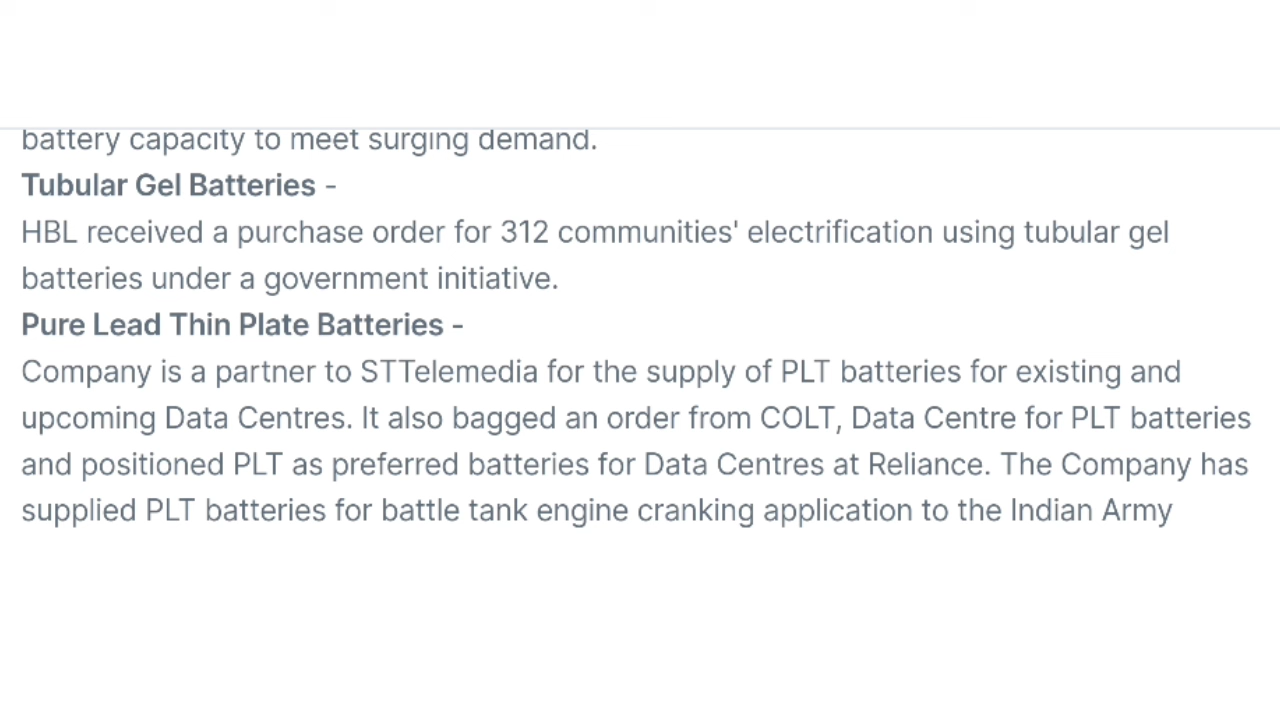 battery capacity to meet surging demand.
Tubular Gel Batteries -
HBL received a purchase order for 312 communities' electrification using tubular gel
batteries under a government initiative.
Pure Lead Thin Plate Batteries -
Company is a partner to STTelemedia for the supply of PLT batteries for existing and
upcoming Data Centres. It also bagged an order from COLT, Data Centre for PLT batteries
and positioned PLT as preferred batteries for Data Centres at Reliance. The Company has
supplied PLT batteries for battle tank engine cranking application to the Indian Army